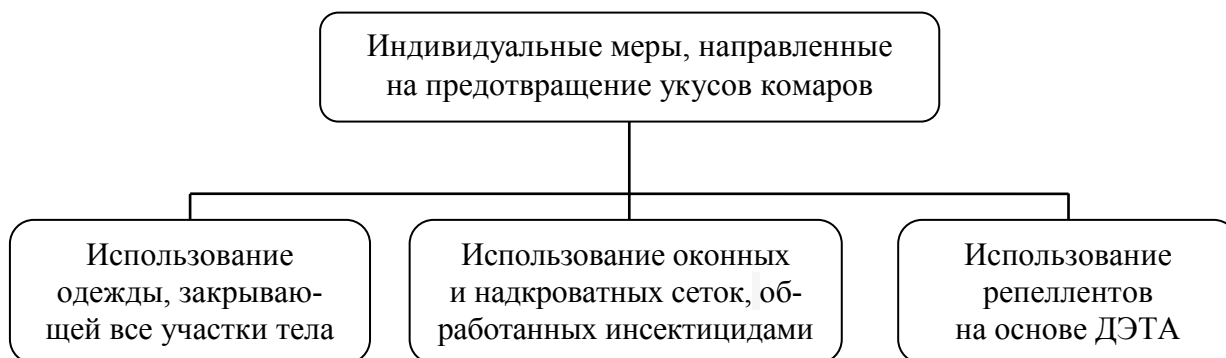 Индивидуальные меры, направленные
на предотвращение укусов комаров
Использование
одежды, закрываю-
щей все участки тела
Использование оконных
и надкроватных сеток, об-
работанных инсектицидами
Использование
репеллентов
на основе ДЭТА